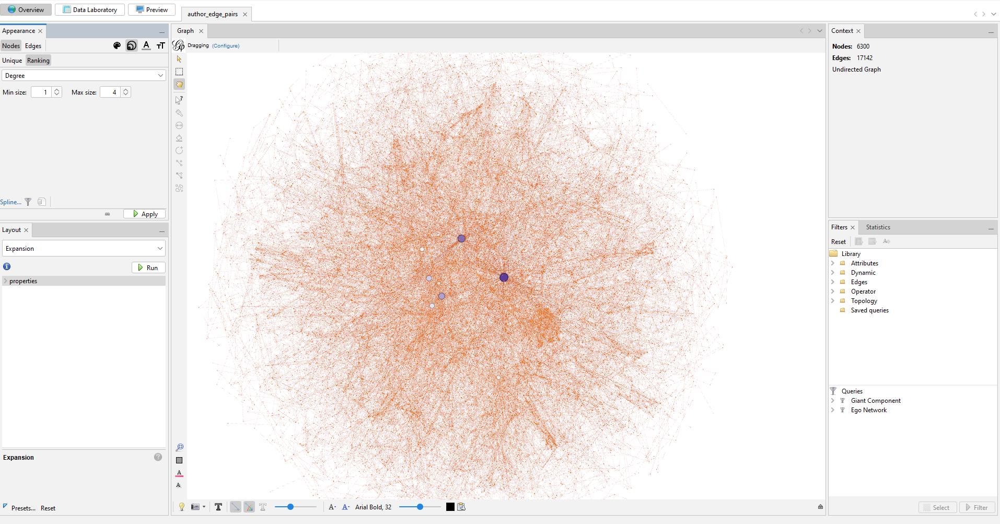 Overview
Data Laboratory
Preview
author_edge_pairs
Appearance
Nodes Edges
A
TT
Unique Ranking
Degree
Min size: 1 Max size: 4
Spline...
Apply
Layout
Expansion
Run
properties
Expansion
Presets... Reset
Graph
Dragging (Configure)
A
A
T
T
A
A
Arial Bold, 32
Context
Nodes: 6300
Edges: 17142
Undirected Graph
Filters Statistics
Reset
Library
Attributes
Dynamic
Edges
Operator
Topology
Saved queries
Queries
Giant Component
Ego Network
Select
Filter